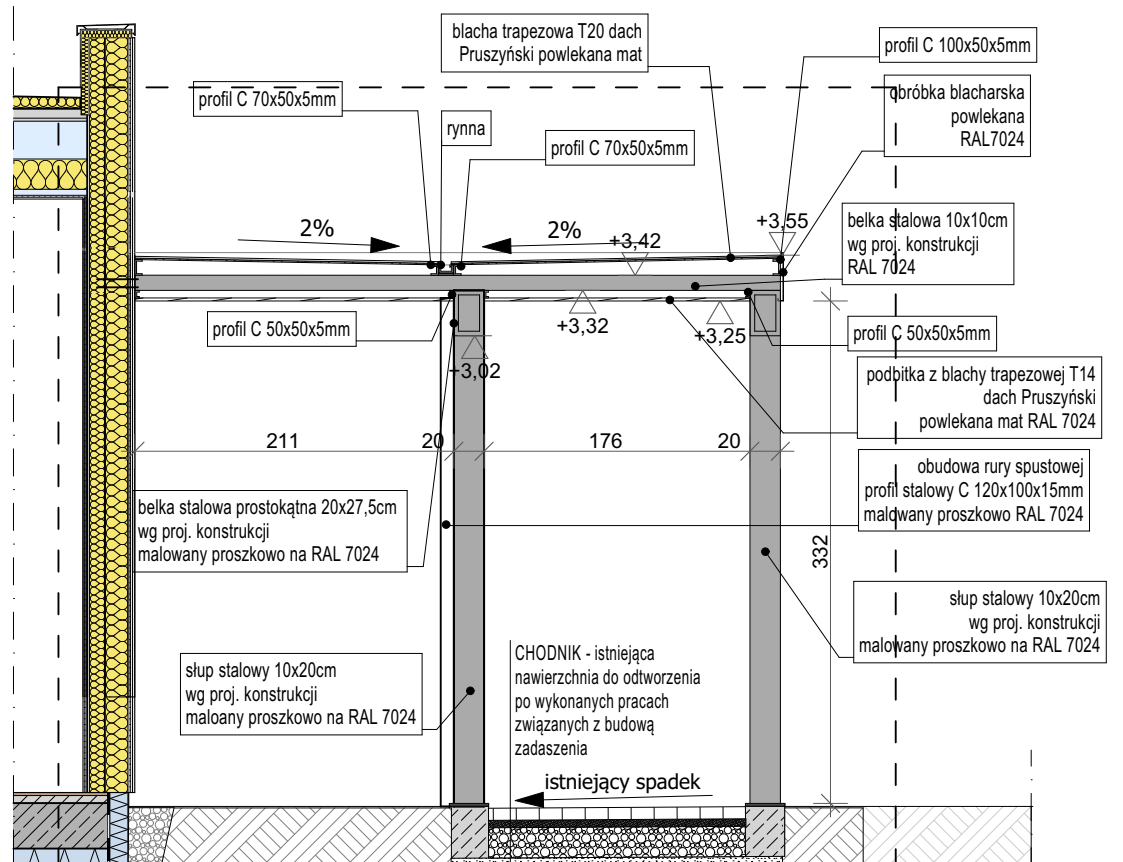 blacha trapezowa T20 dach
Pruszyński powlekana mat
profil C 100x50x5mm
profil C 70x50x5mm
obróbka blacharska
powlekana
RAL7024
rynna
profil C 70x50x5mm
belka stalowa 10x10cm
wg proj. konstrukcji
RAL 7024
2%
2%
+3,42
+3,55
profil C 50x50x5mm
+3,32
+3,25
profil C 50x50x5mm
+3,02
podbitka z blachy trapezowej T14
dach Pruszyński
powlekana mat RAL 7024
211
20
176
20
obudowa rury spustowej
profil stalowy C 120x100x15mm
malowany proszkowo RAL 7024
belka stalowa prostokątna 20x27,5cm
wg proj. konstrukcji
malowany proszkowo na RAL 7024
332
słup stalowy 10x20cm
wg proj. konstrukcji
malowany proszkowo na RAL 7024
słup stalowy 10x20cm
wg proj. konstrukcji
maloany proszkowo na RAL 7024
CHODNIK - istniejąca
nawierzchnia do odtworzenia
po wykonanych pracach
związanych z budową
zadaszenia
istniejący spadek